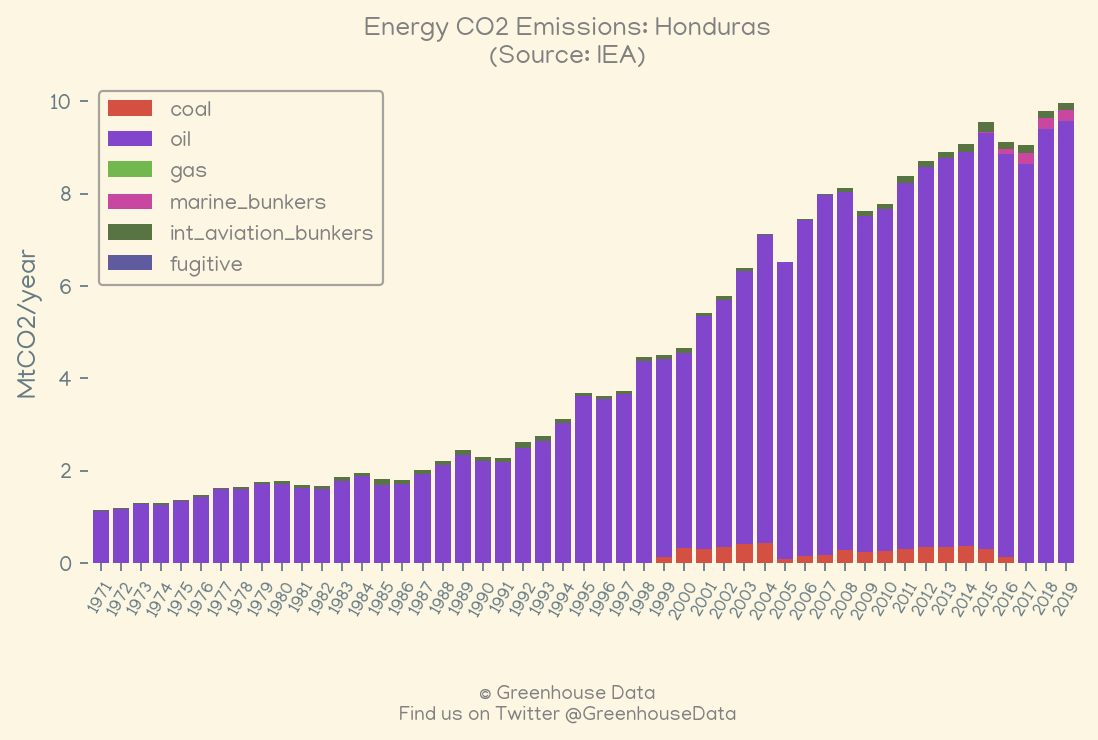 Energy CO2 Emissions: Honduras
(Source: IEA)
coal
oil
gas
marine_bunkers
int_aviation_bunkers
fugitive
MtCO2/year
10
8
6
4
2
0
1971 1972 1973 1974 1975 1976 1977 1978 1979 1980 1981 1982 1983 1984 1985 1986 1987 1988 1989 1990 1991 1992 1993 1994 1995 1996 1997 1998 1999 2000 2001 2002 2003 2004 2005 2006 2007 2008 2009 2010 2011 2012 2013 2014 2015 2016 2017 2018 2019
© Greenhouse Data
Find us on Twitter @GreenhouseData